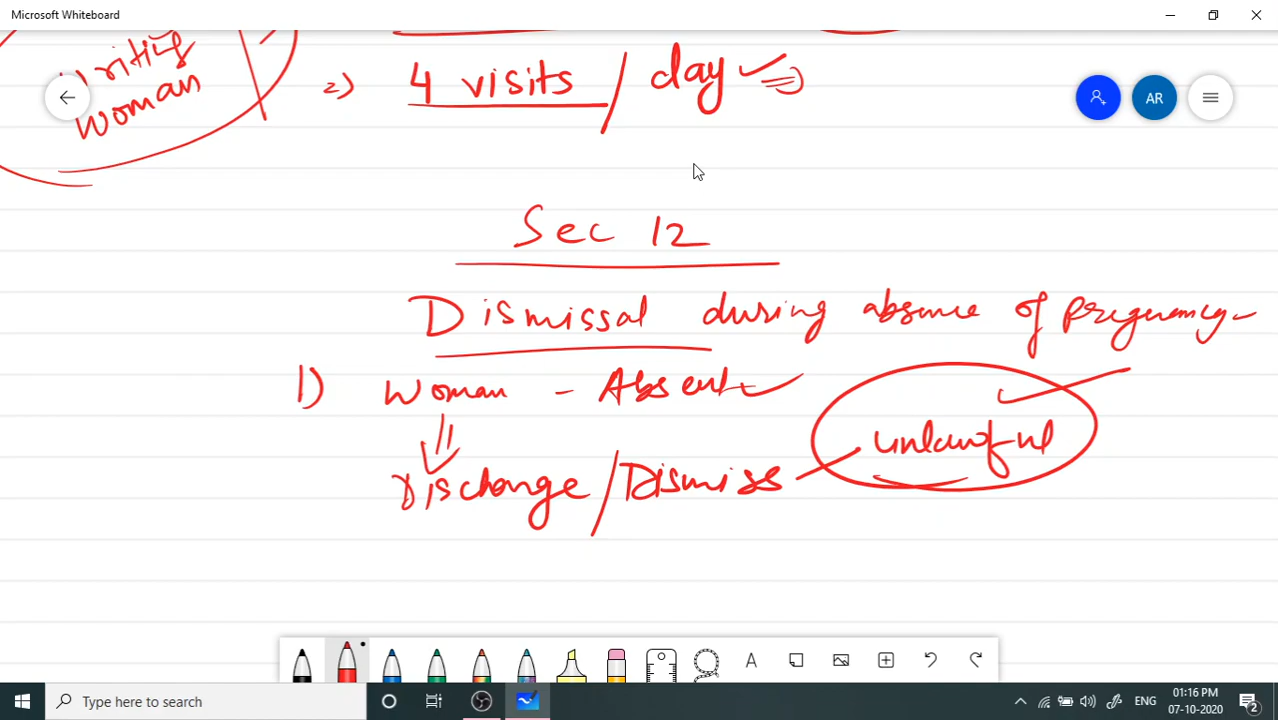 Microsoft Whiteboard
writing
woman
=) 4 visits / day
AR
Sec 12
Dismissal during absence of pregnancy
1) Woman - Absent
Discharge / Dismiss - unlawful
A
Type here to search
ENG
01:16 PM
07-10-2020
2